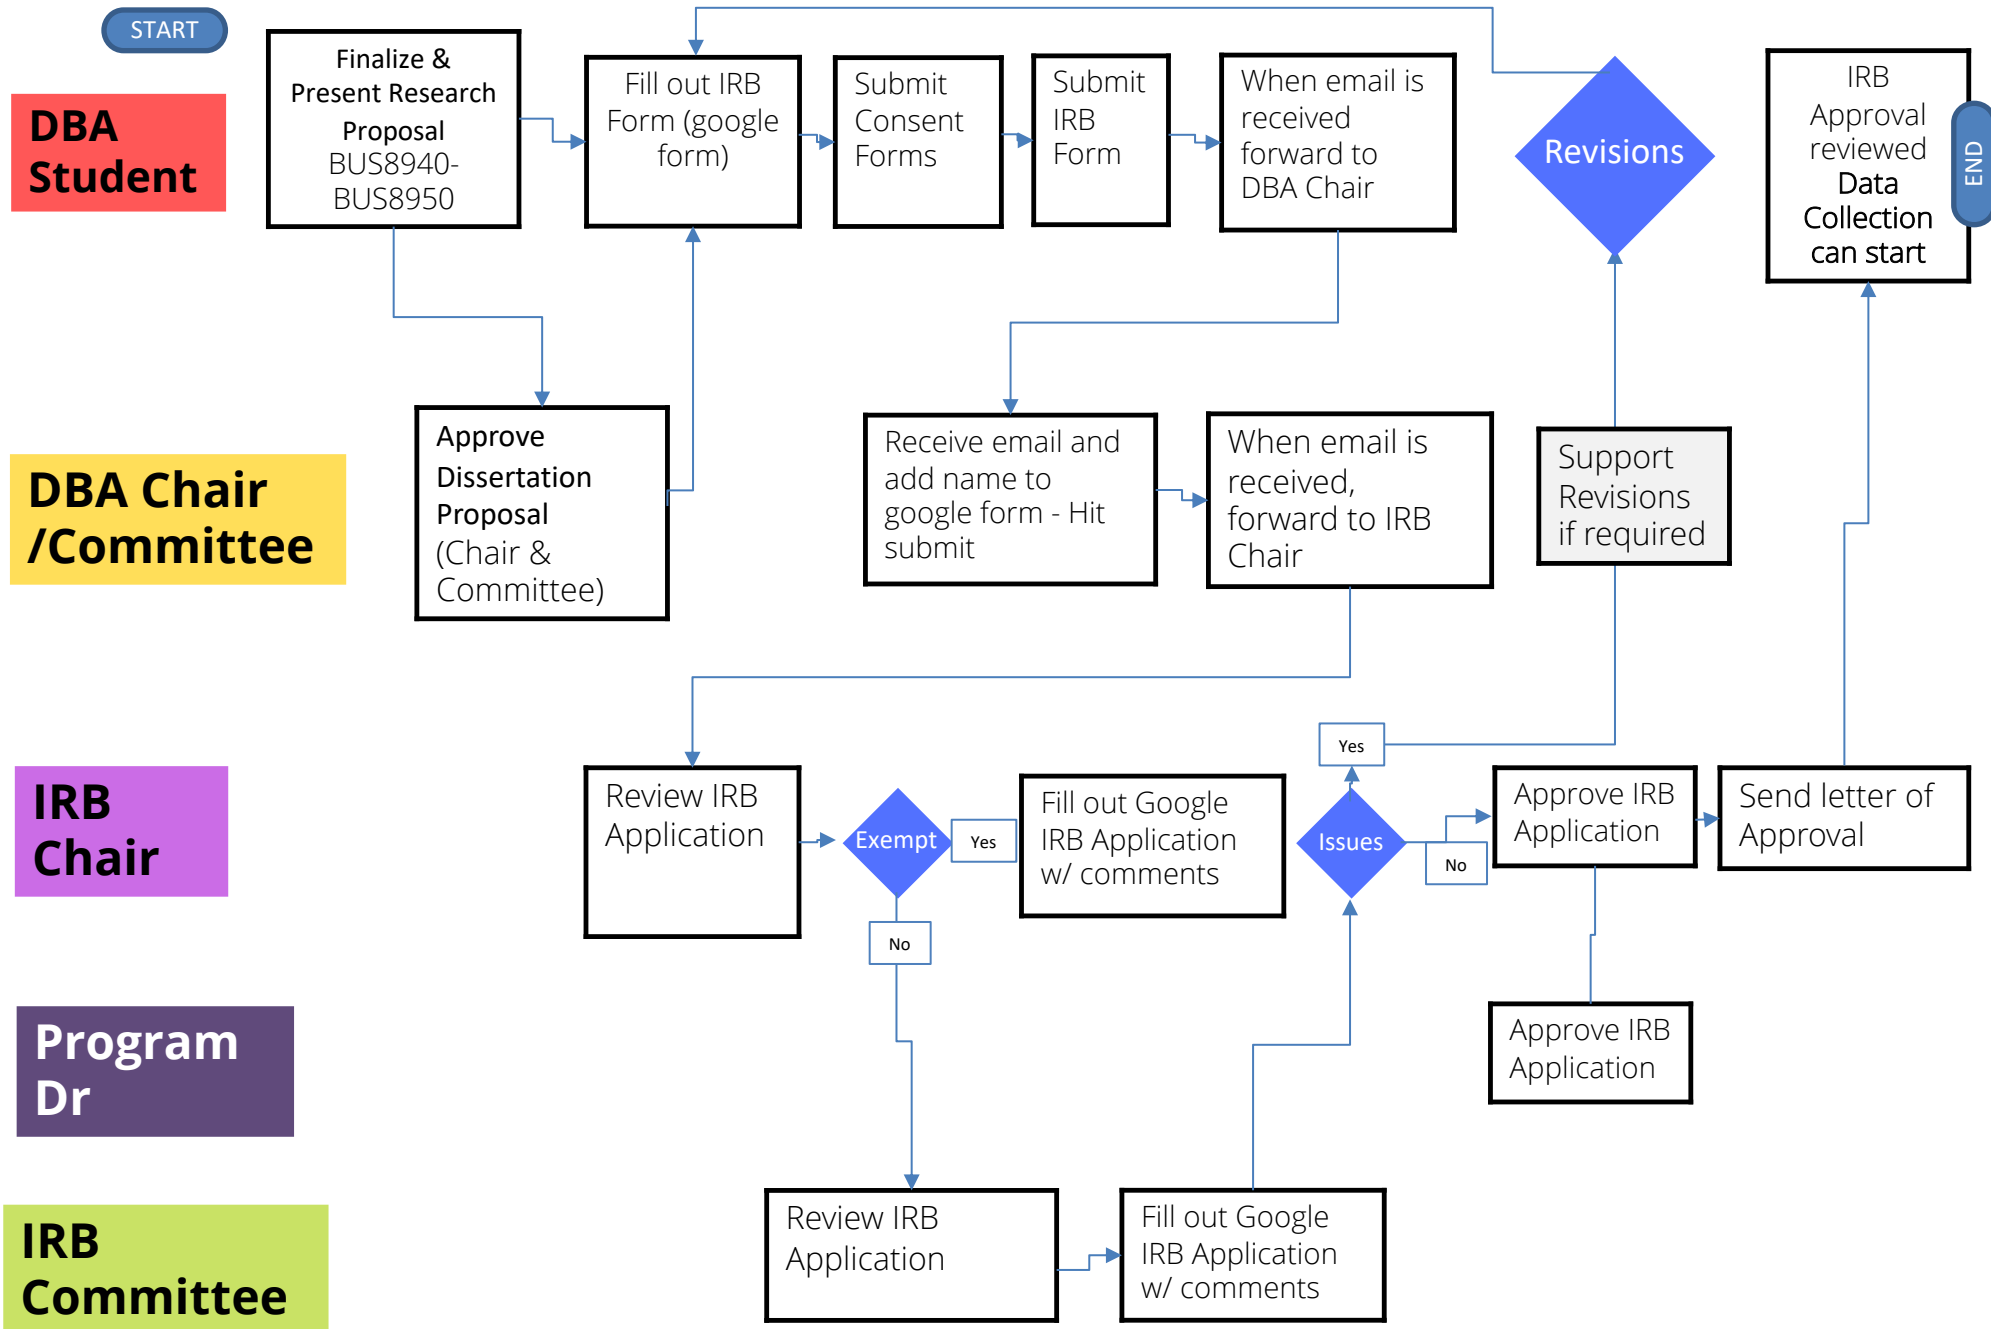 START
DBA
Student
Finalize &
Present Research
Proposal
BUS8940-
BUS8950
Fill out IRB
Form (google
form)
Submit
Consent
Forms
Submit
IRB
Form
When email is
received
forward to
DBA Chair
Revisions
IRB
Approval
reviewed
Data
Collection
can start
END
DBA Chair
/Committee
Approve
Dissertation
Proposal
(Chair &
Committee)
Receive email and
add name to
google form - Hit
submit
When email is
received,
forward to IRB
Chair
Support
Revisions
if required
IRB
Chair
Review IRB
Application
Exempt
Yes
No
Fill out Google
IRB Application
w/ comments
Issues
Yes
No
Approve IRB
Application
Send letter of
Approval
Program
Dr
Approve IRB
Application
IRB
Committee
Review IRB
Application
Fill out Google
IRB Application
w/ comments